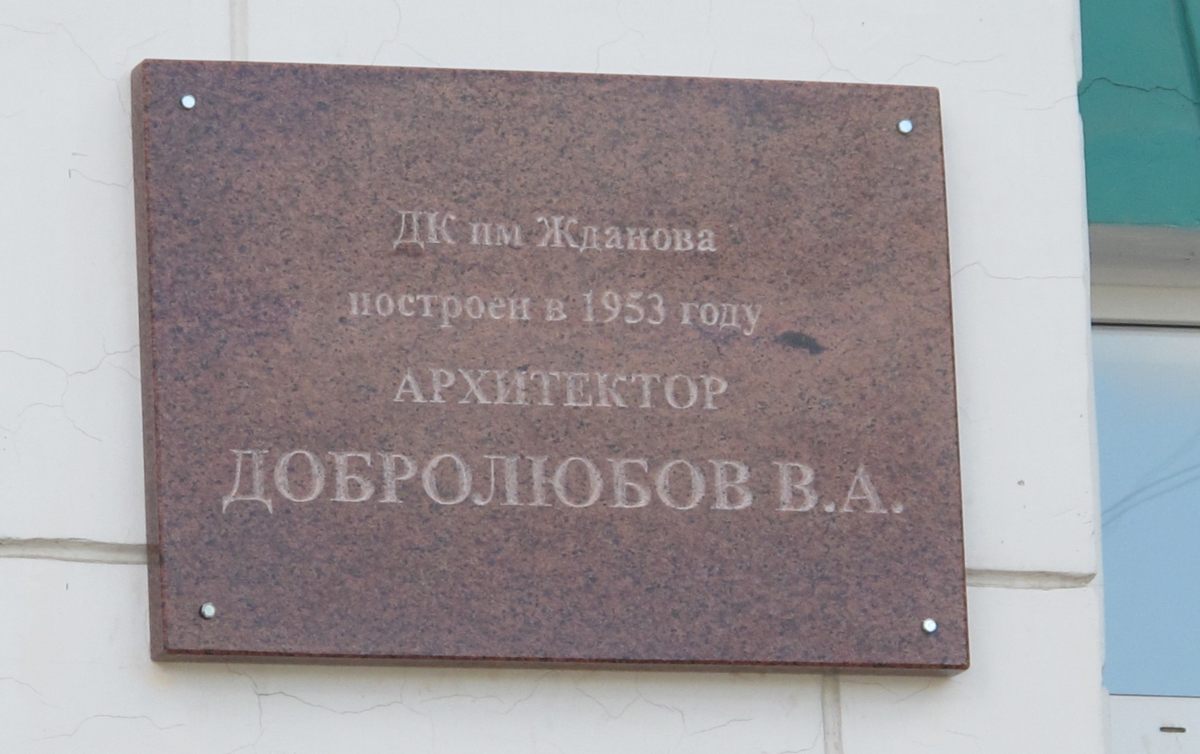 ДК им Жданова
построен в 1953 году
АРХИТЕКТОР
ДОБРОЛЮБОВ В.А.